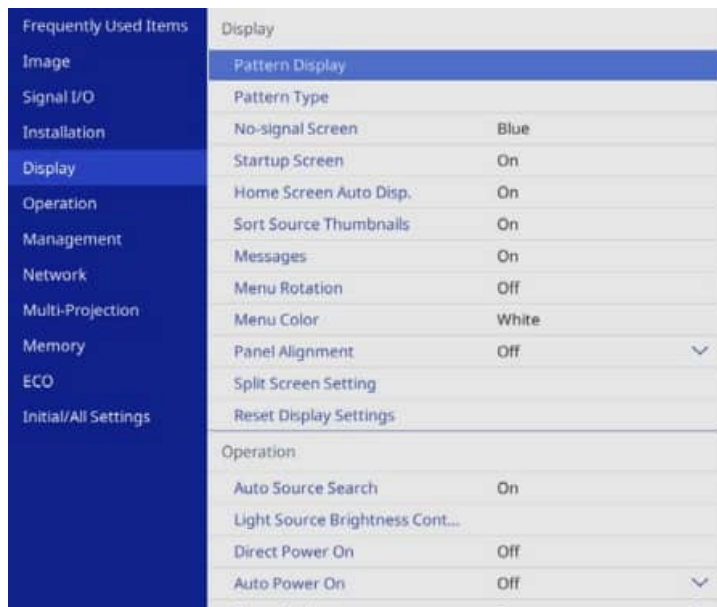 Frequently Used Items
Image
Signal I/O
Installation
Display
Operation
Management
Network
Multi-Projection
Memory
ECO
Initial/All Settings
Display
Pattern Display
Pattern Type
No-signal Screen Blue
Startup Screen On
Home Screen Auto Disp. On
Sort Source Thumbnails On
Messages On
Menu Rotation Off
Menu Color White
Panel Alignment Off
Split Screen Setting
Reset Display Settings
Operation
Auto Source Search On
Light Source Brightness Cont...
Direct Power On Off
Auto Power On Off